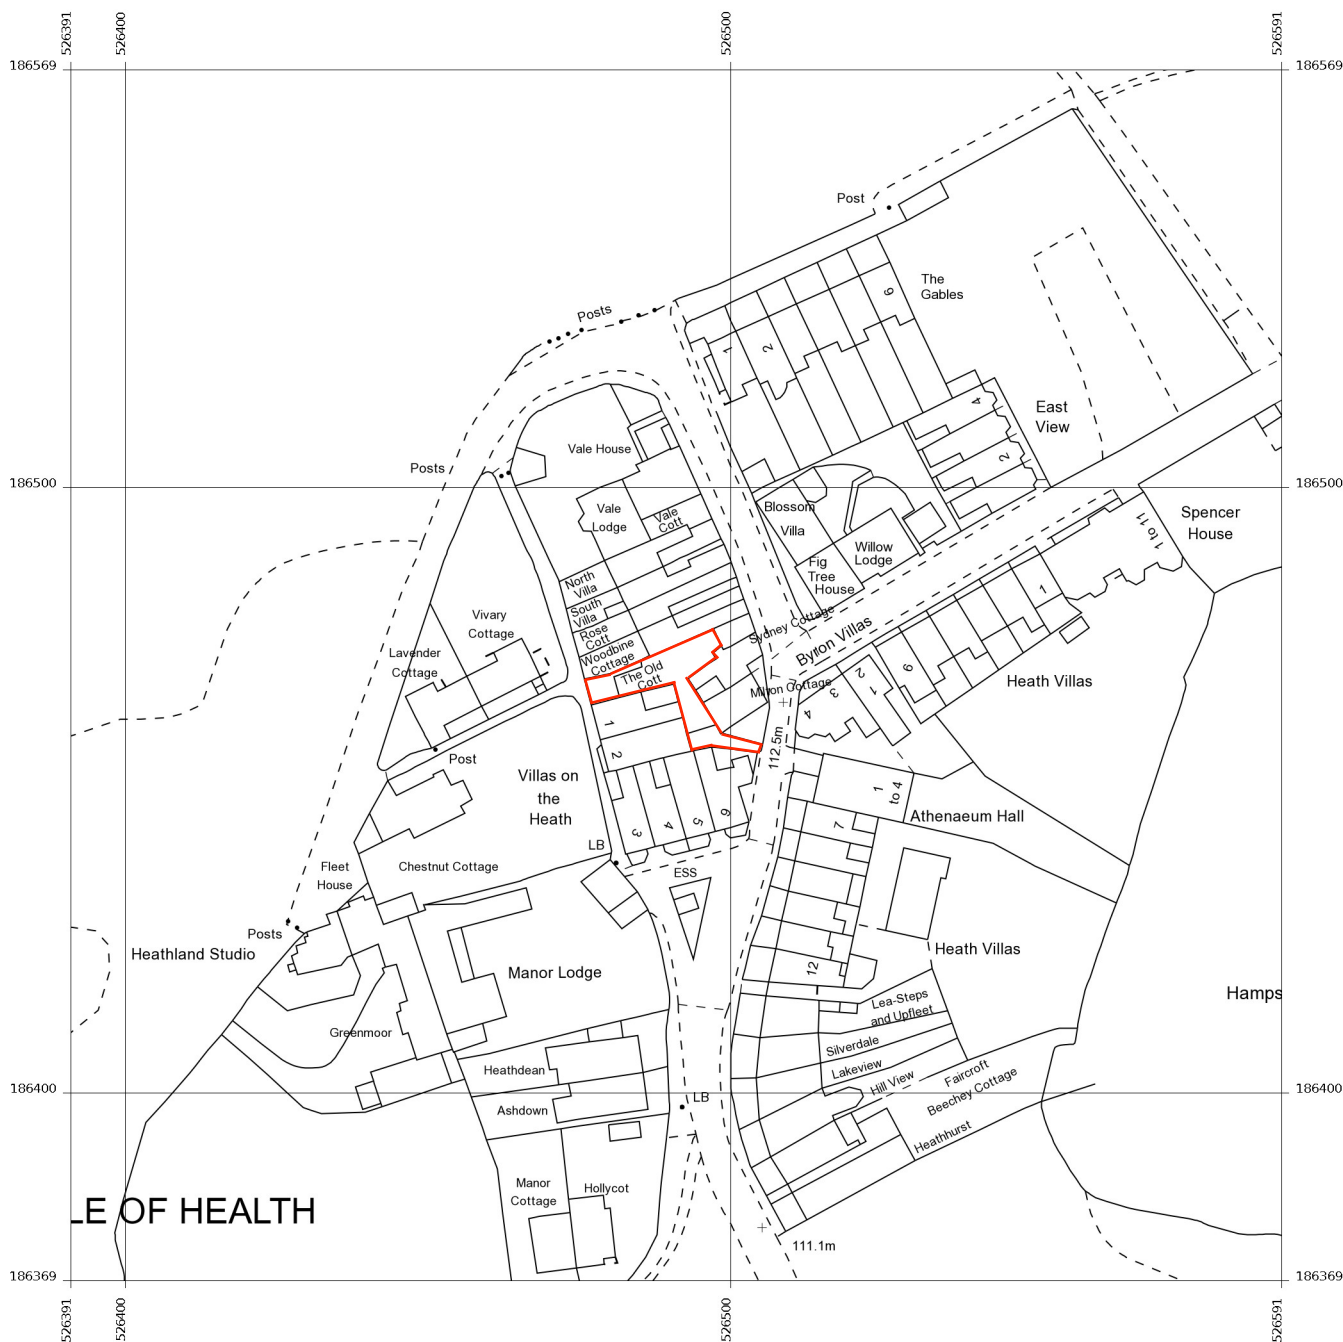 526391
526400
526500
526591
186569
186569
Post
The
Gables
6
Posts
1
2
4
East
View
2
Vale House
Posts
186500
186500
Vale
Lodge
Vale
Cott
Blossom
Villa
Willow
Lodge
Fig
Tree
House
1 to 11
Spencer
House
North
Villa
South
Villa
Rose
Cott
Woodbine
Cottage
The Old
Cott
Vivary
Cottage
Lavender
Cottage
Sydney Cottage
Byron Villas
Milton Cottage
1
9
2
1
3
4
Heath Villas
1
2
112.5m
Post
Villas on
the
Heath
3
4
5
6
1
to 4
Athenaeum Hall
7
LB
ESS
Fleet
House
Chestnut Cottage
Posts
Heathland Studio
Manor Lodge
Heath Villas
12
Hamps
Lea-Steps
and Upfleet
Greenmoor
Silverdale
Lakeview
Hill View
Faircroft
Beechey Cottage
Heathhurst
Heathdean
Ashdown
LB
186400
186400
Manor
Cottage
Hollycot
LE OF HEALTH
111.1m
186369
186369
526391
526400
526500
526591